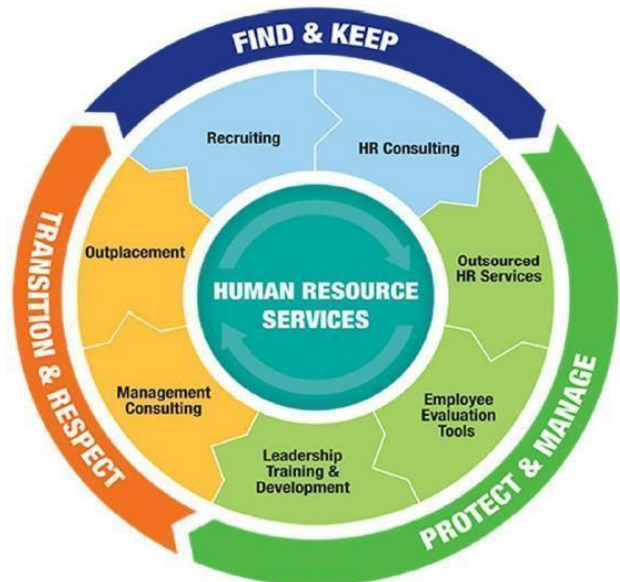 FIND & KEEP
Recruiting
HR Consulting
Outplacement
Outsourced
HR Services
HUMAN RESOURCE
SERVICES
Management
Consulting
Employee
Evaluation
Tools
Leadership
Training &
Development
TRANSITION & RESPECT
PROTECT & MANAGE